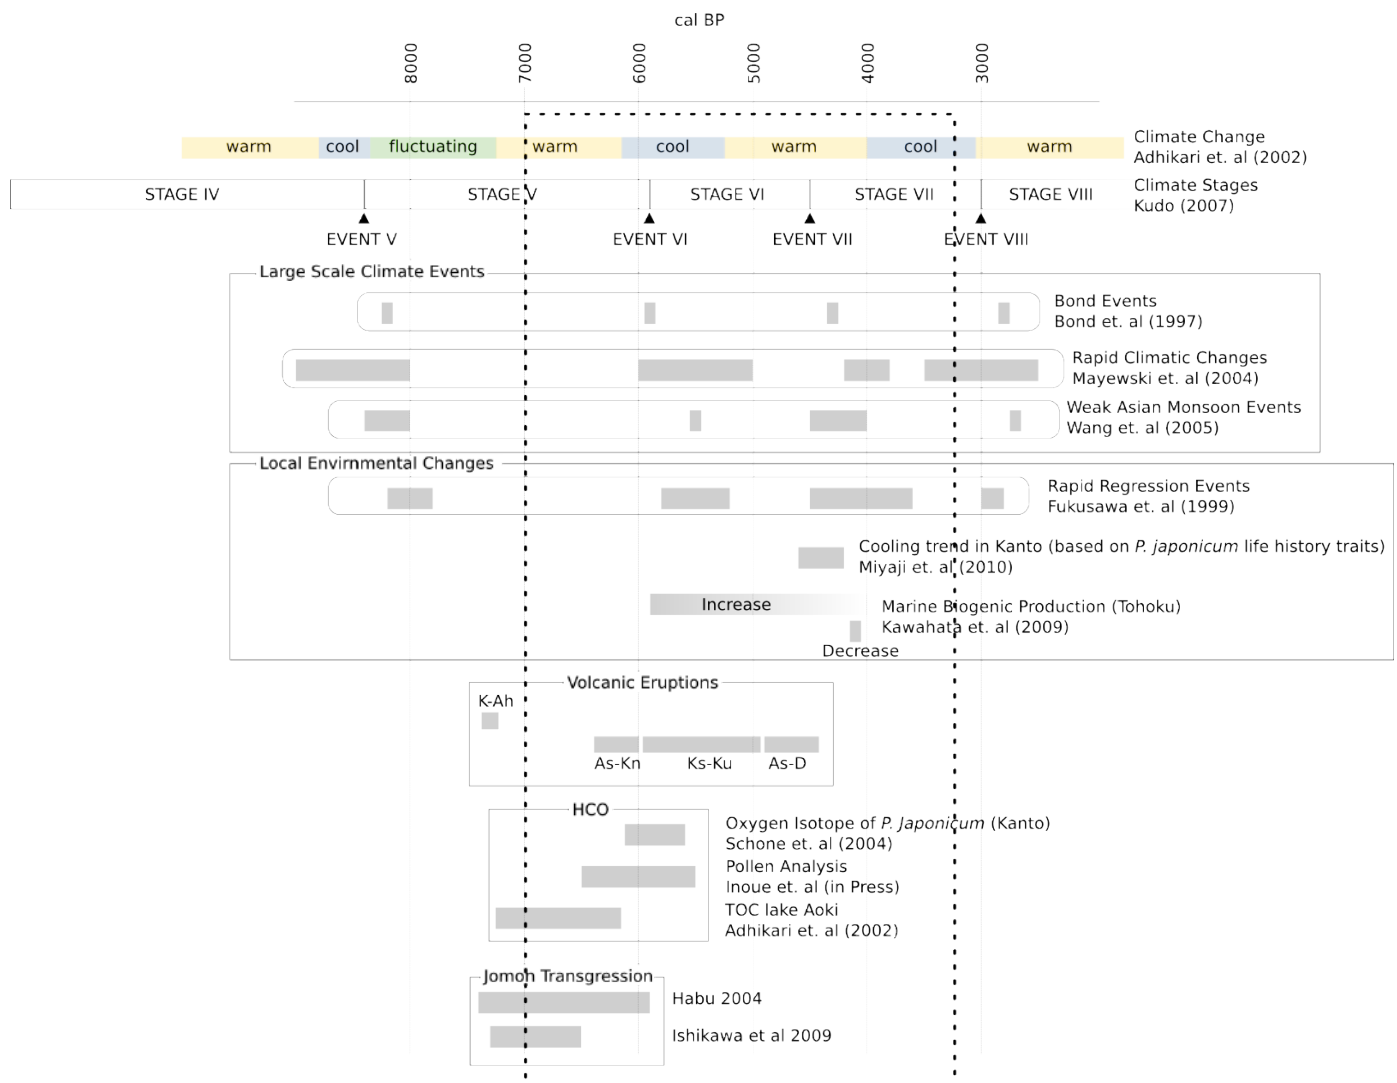 cal BP
8000 7000 6000 5000 4000 3000
warm cool fluctuating warm cool warm cool warm
Climate Change
Adhikari et. al (2002)
STAGE IV STAGE V STAGE VI STAGE VII STAGE VIII
Climate Stages
Kudo (2007)
EVENT V EVENT VI EVENT VII EVENT VIII
Large Scale Climate Events
Bond Events
Bond et. al (1997)
Rapid Climatic Changes
Mayewski et. al (2004)
Weak Asian Monsoon Events
Wang et. al (2005)
Local Envirnmental Changes
Rapid Regression Events
Fukusawa et. al (1999)
Cooling trend in Kanto (based on P. japonicum life history traits)
Miyaji et. al (2010)
Increase
Marine Biogenic Production (Tohoku)
Kawahata et. al (2009)
Decrease
Volcanic Eruptions
K-Ah
As-Kn Ks-Ku As-D
HCO
Oxygen Isotope of P. Japonicum (Kanto)
Schone et. al (2004)
Pollen Analysis
Inoue et. al (in Press)
TOC lake Aoki
Adhikari et. al (2002)
Jomon Transgression
Habu 2004
Ishikawa et al 2009